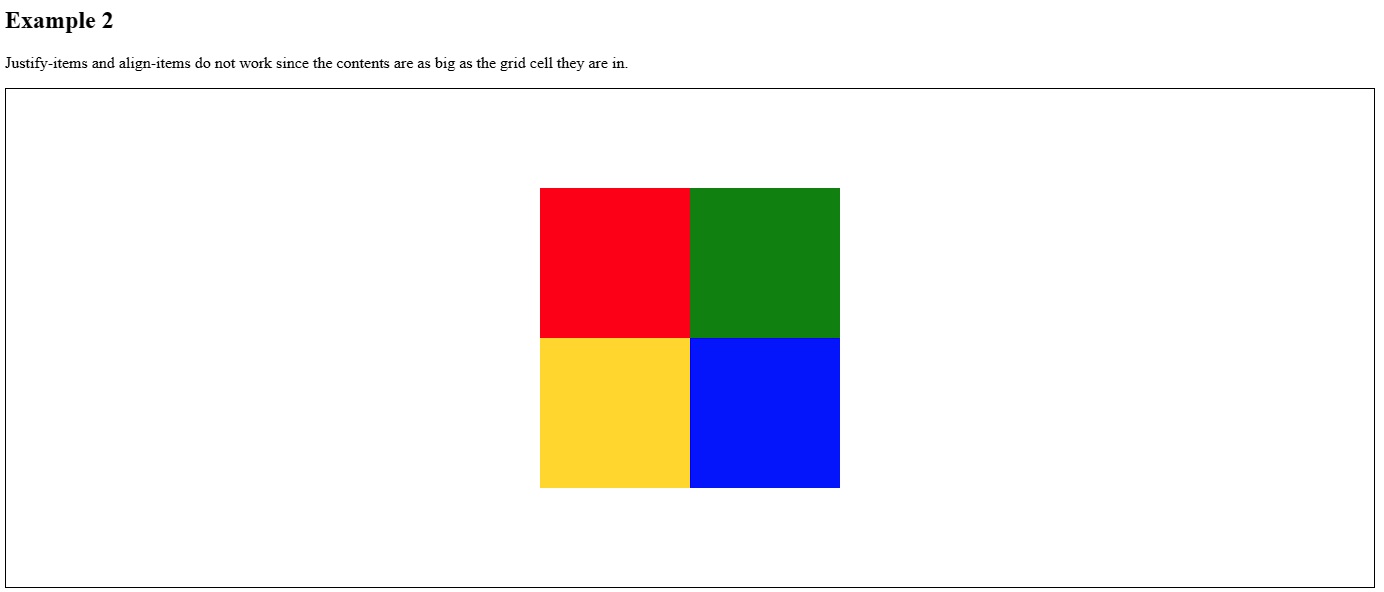 Example 2
Justify-items and align-items do not work since the contents are as big as the grid cell they are in.